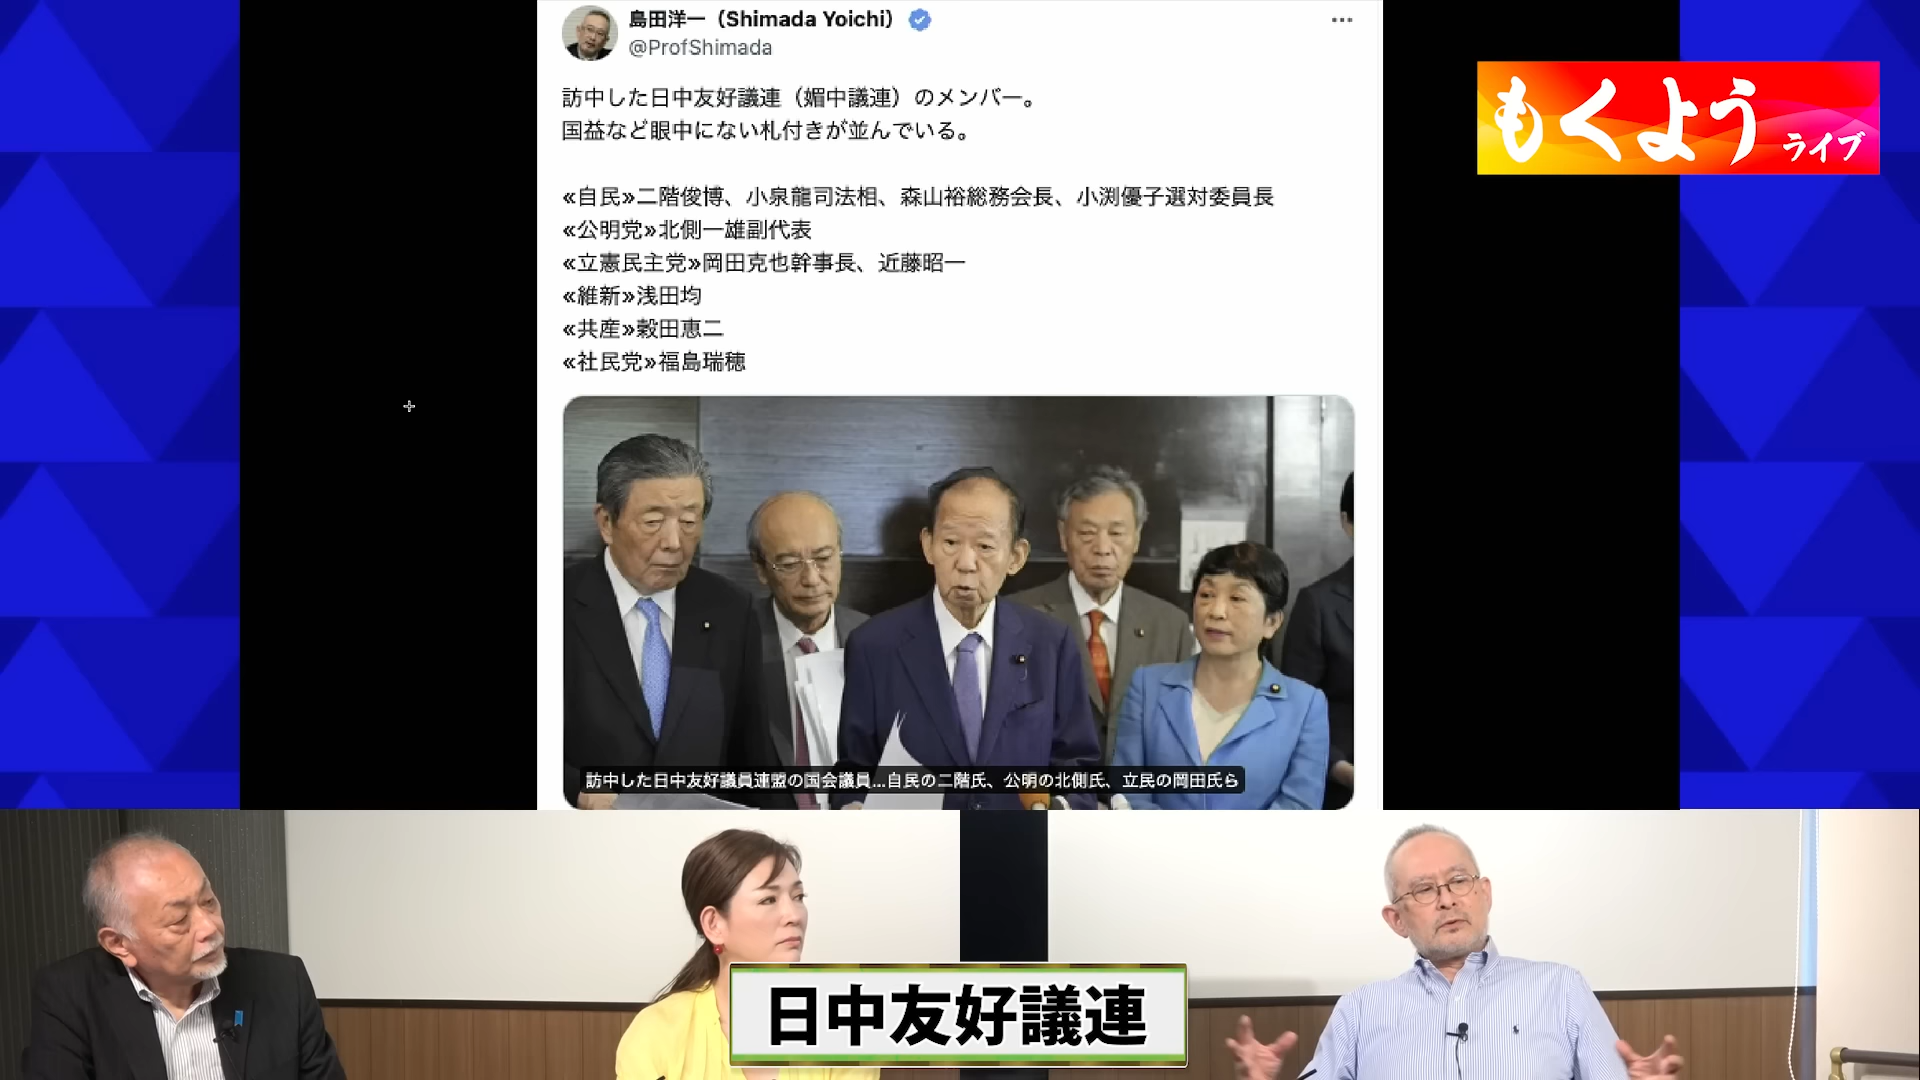 島田洋一（Shimada Yoichi）
@ProfShimada
訪中した日中友好議連（媚中議連）のメンバー。
国益など眼中にない札付きが並んでいる。
≪自民≫二階俊博、小泉龍司法相、森山裕総務会長、小渕優子選対委員長
≪公明党≫北側一雄副代表
≪立憲民主党≫岡田克也幹事長、近藤昭一
≪維新≫浅田均
≪共産≫穀田恵二
≪社民党≫福島瑞穂
訪中した日中友好議員連盟の国会議員...自民の二階氏、公明の北側氏、立民の岡田氏ら
もくよう ライブ
日中友好議連